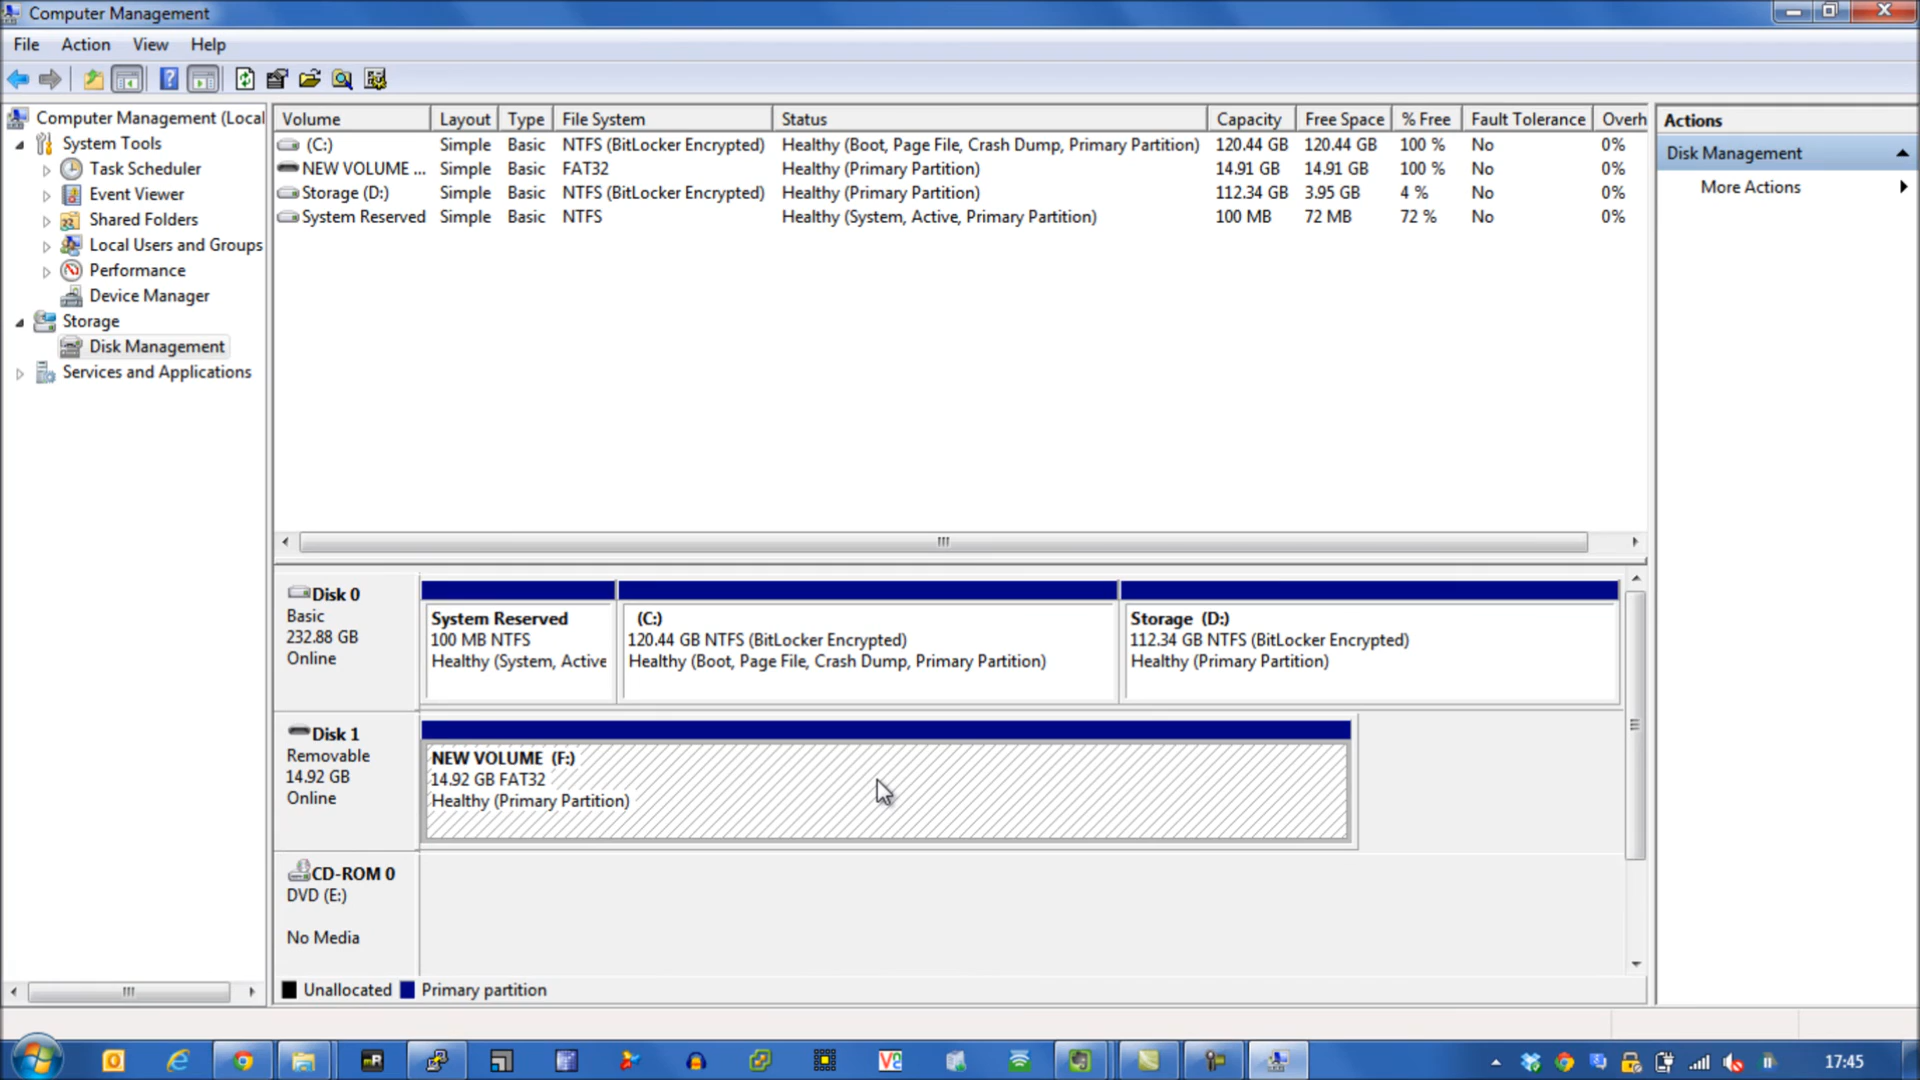 Computer Management
File Action View Help
Computer Management (Local
System Tools
Task Scheduler
Event Viewer
Shared Folders
Local Users and Groups
Performance
Device Manager
Storage
Disk Management
Services and Applications
Volume Layout Type File System Status Capacity Free Space % Free Fault Tolerance Overh
(C:) Simple Basic NTFS (BitLocker Encrypted) Healthy (Boot, Page File, Crash Dump, Primary Partition) 120.44 GB 120.44 GB 100 % No 0%
NEW VOLUME ... Simple Basic FAT32 Healthy (Primary Partition) 14.91 GB 14.91 GB 100 % No 0%
Storage (D:) Simple Basic NTFS (BitLocker Encrypted) Healthy (Primary Partition) 112.34 GB 3.95 GB 4 % No 0%
System Reserved Simple Basic NTFS Healthy (System, Active, Primary Partition) 100 MB 72 MB 72 % No 0%
Disk 0
Basic
232.88 GB
Online
System Reserved
100 MB NTFS
Healthy (System, Active
(C:)
120.44 GB NTFS (BitLocker Encrypted)
Healthy (Boot, Page File, Crash Dump, Primary Partition)
Storage (D:)
112.34 GB NTFS (BitLocker Encrypted)
Healthy (Primary Partition)
Disk 1
Removable
14.92 GB
Online
NEW VOLUME (F:)
14.92 GB FAT32
Healthy (Primary Partition)
CD-ROM 0
DVD (E:)
No Media
Unallocated Primary partition
Actions
Disk Management
More Actions
17:45